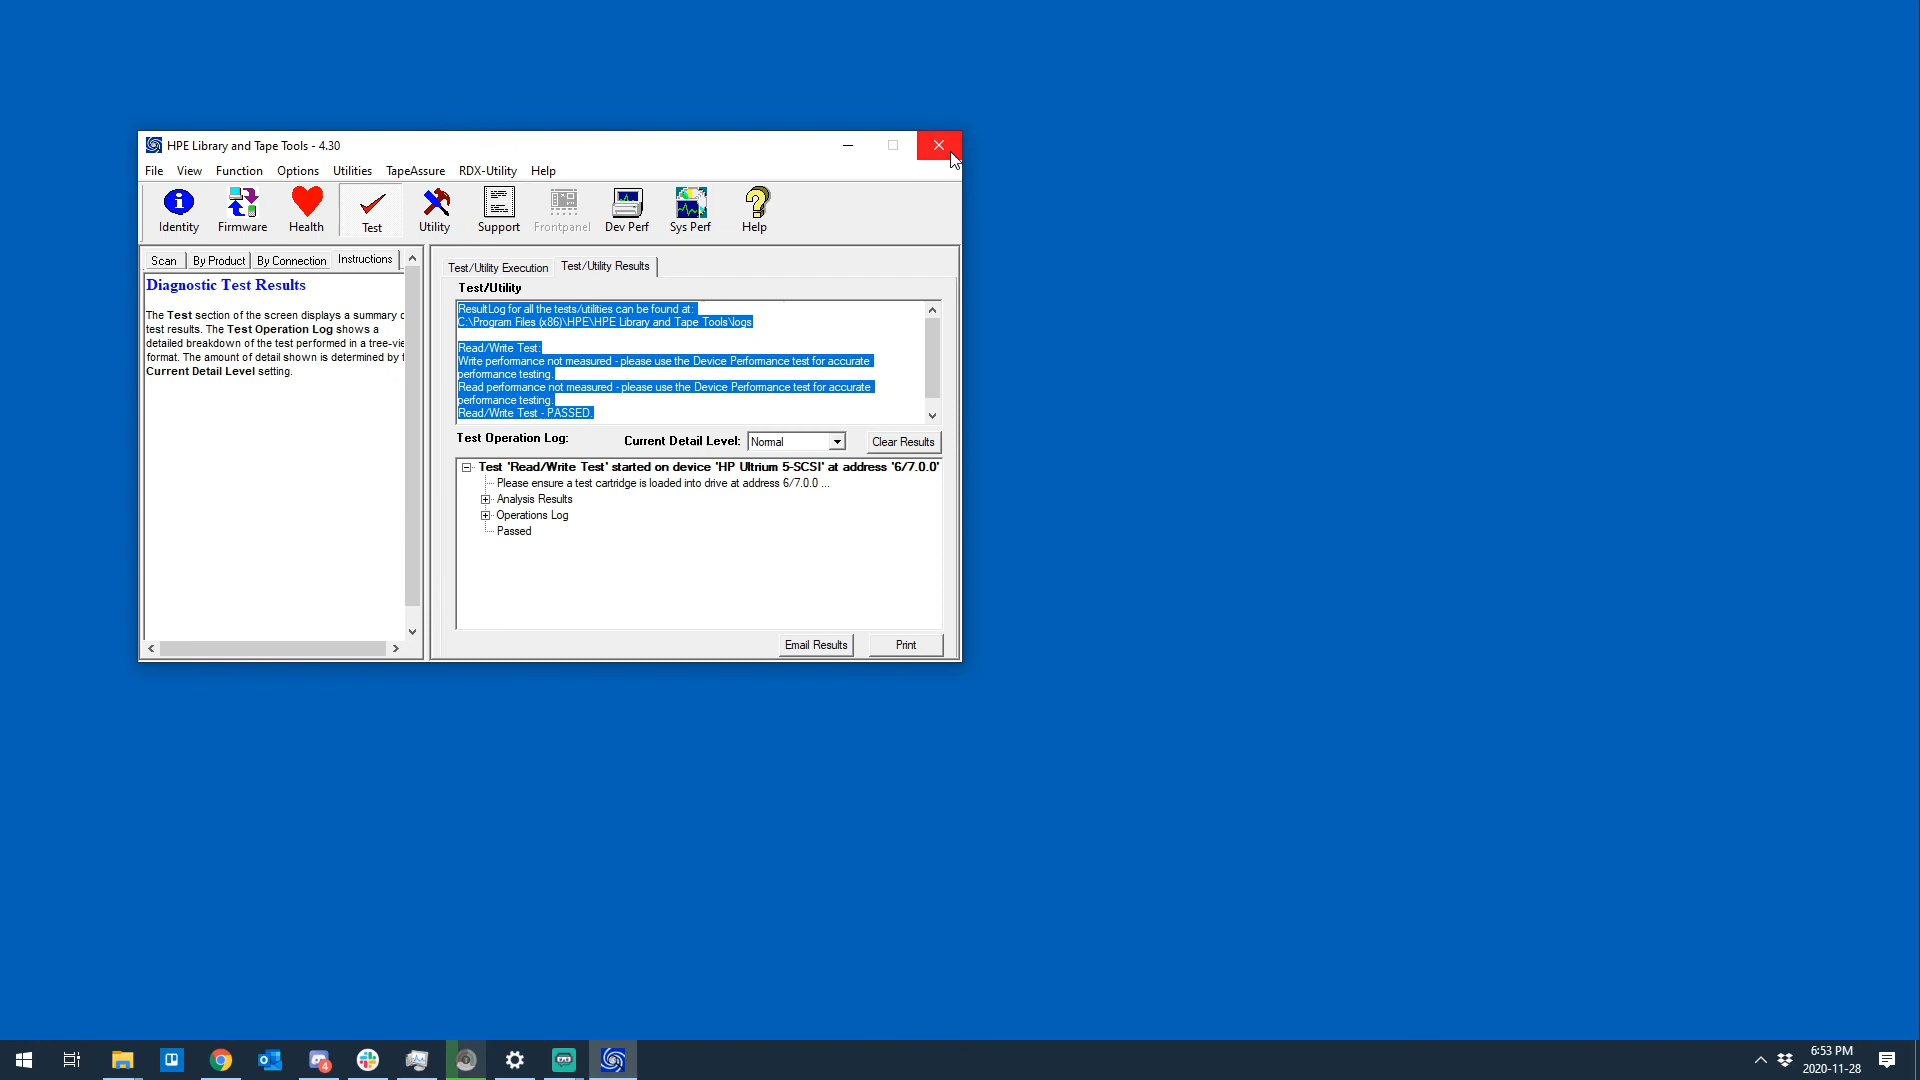 HPE Library and Tape Tools - 4.30
File View Function Options Utilities TapeAssure RDX-Utility Help
Identity Firmware Health Test Utility Support Frontpanel Dev Perf Sys Perf Help
Scan By Product By Connection Instructions
Diagnostic Test Results
The Test section of the screen displays a summary o
test results. The Test Operation Log shows a
detailed breakdown of the test performed in a tree-vie
format. The amount of detail shown is determined by t
Current Detail Level setting.
Test/Utility Execution Test/Utility Results
Test/Utility
ResultLog for all the tests/utilities can be found at:
C:\Program Files (x86)\HPE\HPE Library and Tape Tools\logs
Read/Write Test:
Write performance not measured - please use the Device Performance test for accurate
performance testing.
Read performance not measured - please use the Device Performance test for accurate
performance testing.
Read/Write Test - PASSED.
Test Operation Log: Current Detail Level: Normal Clear Results
Test 'Read/Write Test' started on device 'HP Ultrium 5-SCSI' at address '6/7.0.0'
Please ensure a test cartridge is loaded into drive at address 6/7.0.0 ...
Analysis Results
Operations Log
Passed
Email Results Print
4
6:53 PM
2020-11-28